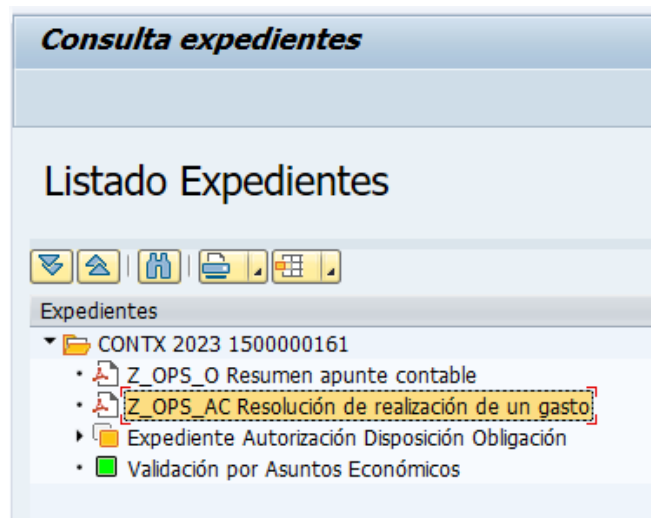 Consulta expedientes
Listado Expedientes
Expedientes
CONTX 2023 1500000161
Z_OPS_O Resumen apunte contable
Z_OPS_AC Resolución de realización de un gasto
Expediente Autorización Disposición Obligación
Validación por Asuntos Económicos